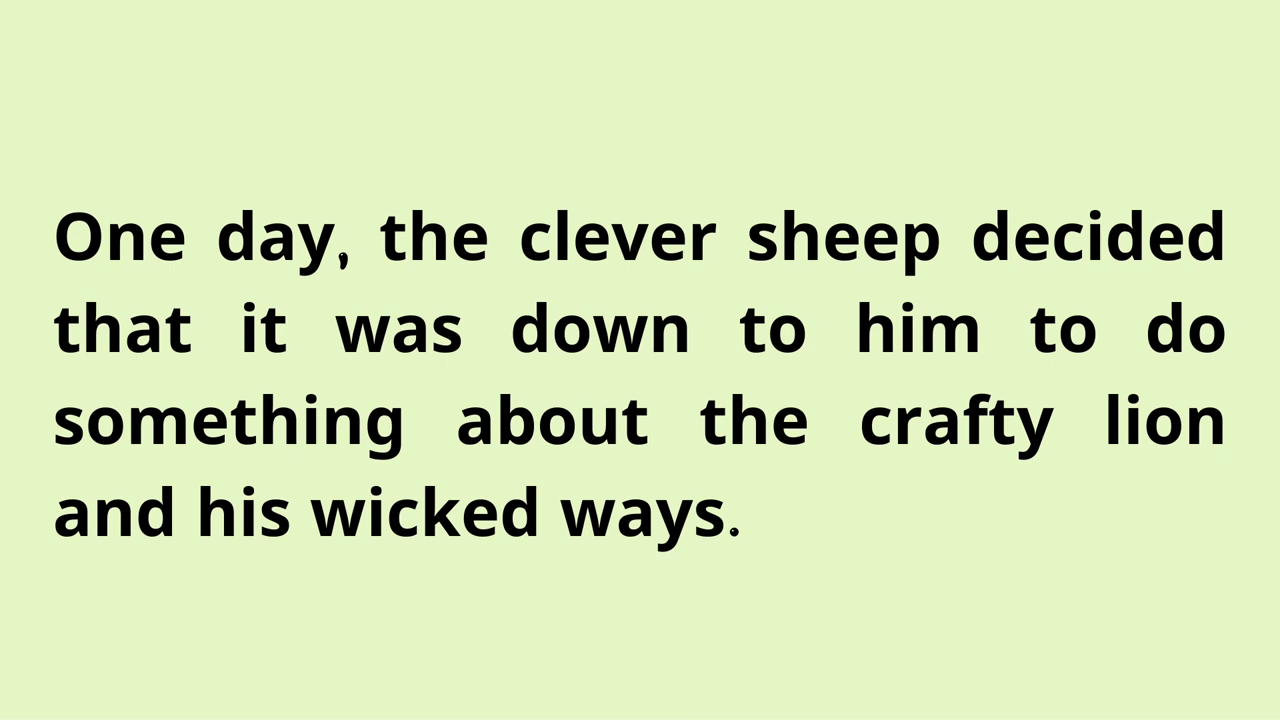 One day, the clever sheep decided
that it was down to him to do
something about the crafty lion
and his wicked ways.